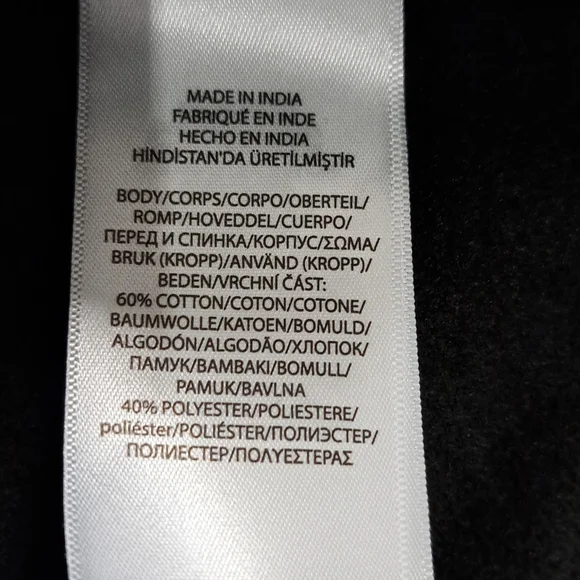 MADE IN INDIA
FABRIQUÉ EN INDE
HECHO EN INDIA
HİNDİSTAN'DA ÜRETİLMİŞTİR
BODY/CORPS/CORPO/OBERTEIL/
ROMP/HOVEDDEL/CUERPO/
ПЕРЕД И СПИНКА/КОРПУС/ΣΩΜΑ/
BRUK (KROPP)/ANVÄND (KROPP)/
BEDEN/VRCHNÍ ČÁST:
60% COTTON/COTON/COTONE/
BAUMWOLLE/KATOEN/BOMULD/
ALGODÓN/ALGODÃO/ХЛОПОК/
ПАМУК/ΒΑΜΒΑΚΙ/BOMULL/
PAMUK/BAVLNA
40% POLYESTER/POLIESTERE/
poliéster/POLIÉSTER/ПОЛИЭСТЕР/
ПОЛИЕСТЕР/ΠΟΛΥΕΣΤΕΡΑΣ